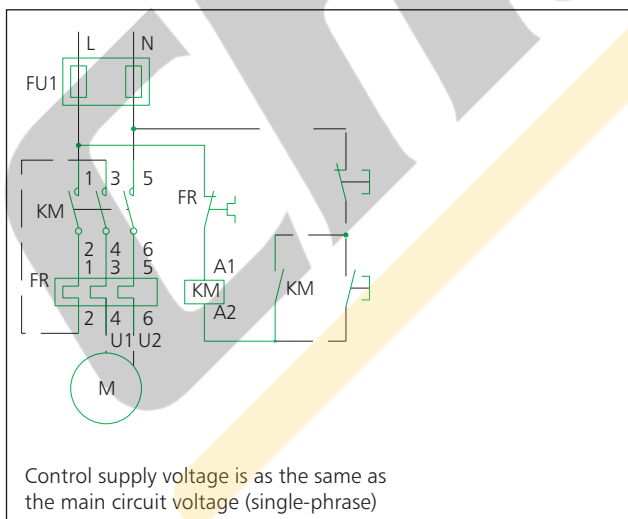 L N
FU1
1 3 5
KM
FR
2 4 6
FR
1 3 5
A1
KM
A2
KM
2 4 6
U1 U2
M
Control supply voltage is as the same as
the main circuit voltage (single-phrase)